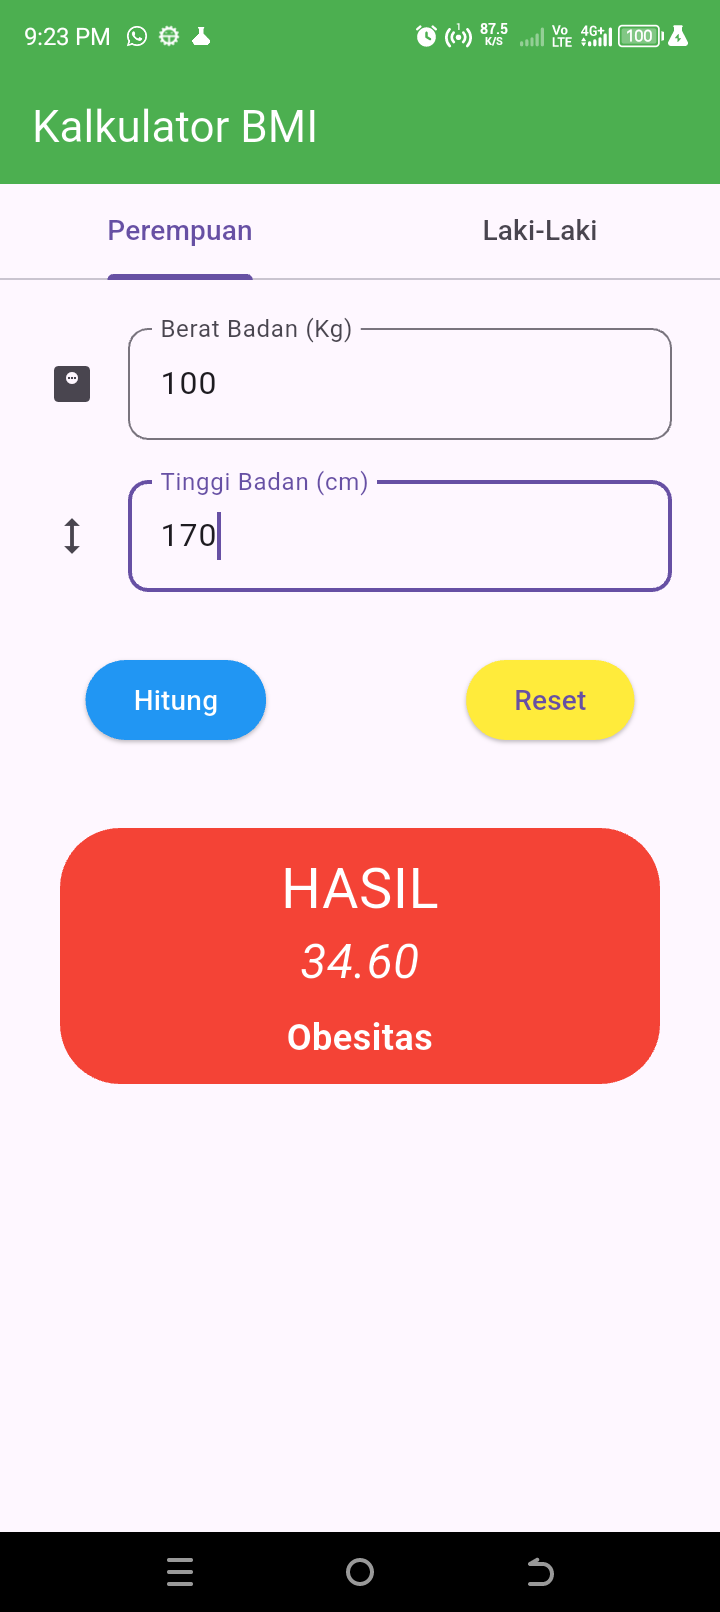 9:23 PM 1 87.5 K/S Vo LTE 4G+ 100
Kalkulator BMI
Perempuan Laki-Laki
Berat Badan (Kg)
100
Tinggi Badan (cm)
170
Hitung Reset
HASIL
34.60
Obesitas